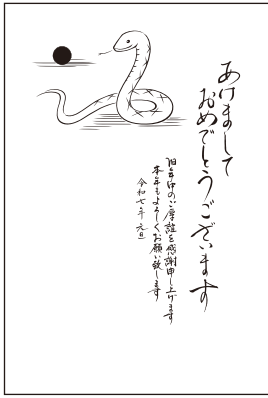 あけまして
おめでとうございます
旧年中のご厚誼を感謝申し上げます
本年もよろしくお願い致します
令和七年 元旦